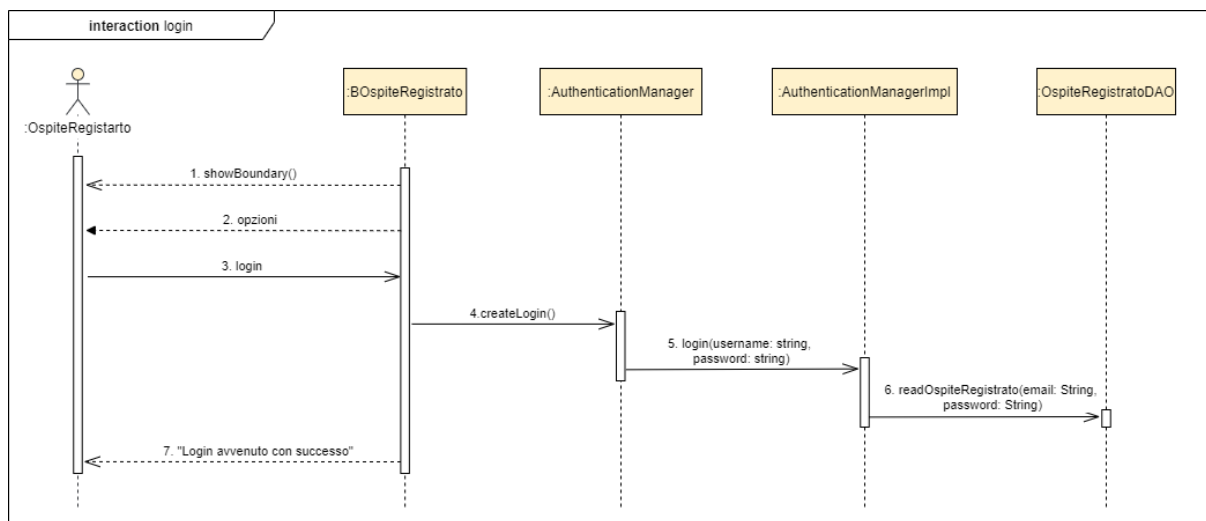 interaction login
:OspiteRegistarto
:BOspiteRegistrato
:AuthenticationManager
:AuthenticationManagerImpl
:OspiteRegistratoDAO
1. showBoundary()
2. opzioni
3. login
4.createLogin()
5. login(username: string,
password: string)
6. readOspiteRegistrato(email: String,
password: String)
7. "Login avvenuto con successo"